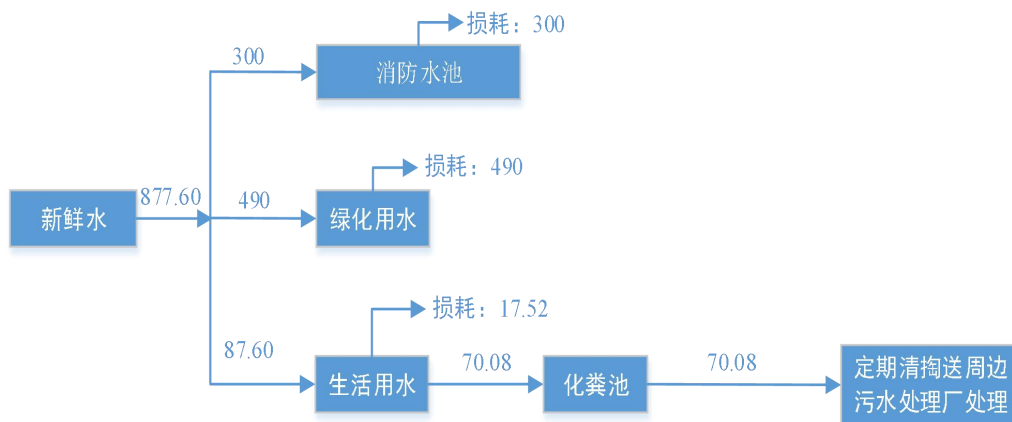 损耗：300
300
消防水池
损耗：490
877.60
490
新鲜水
绿化用水
损耗：17.52
87.60
70.08
70.08
生活用水
化粪池
定期清掏送周边
污水处理厂处理